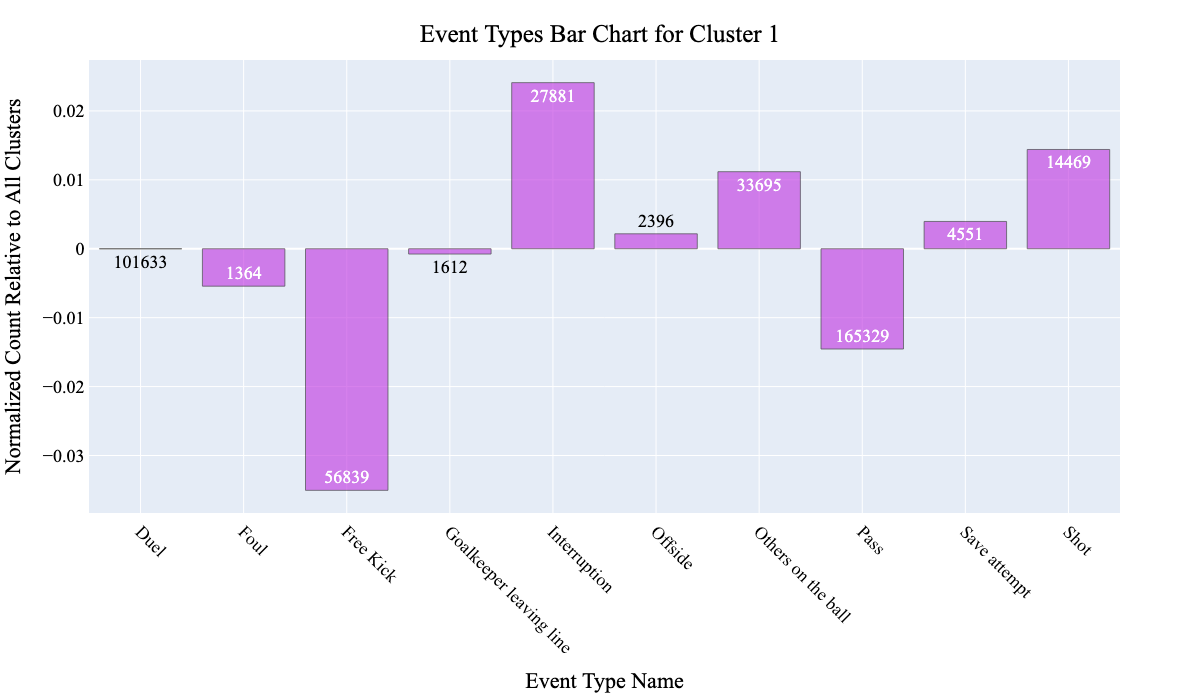 Event Types Bar Chart for Cluster 1
Normalized Count Relative to All Clusters
0.02
0.01
0
−0.01
−0.02
−0.03
101633
1364
56839
1612
27881
2396
33695
165329
4551
14469
Duel
Foul
Free Kick
Goalkeeper leaving line
Interruption
Offside
Others on the ball
Pass
Save attempt
Shot
Event Type Name